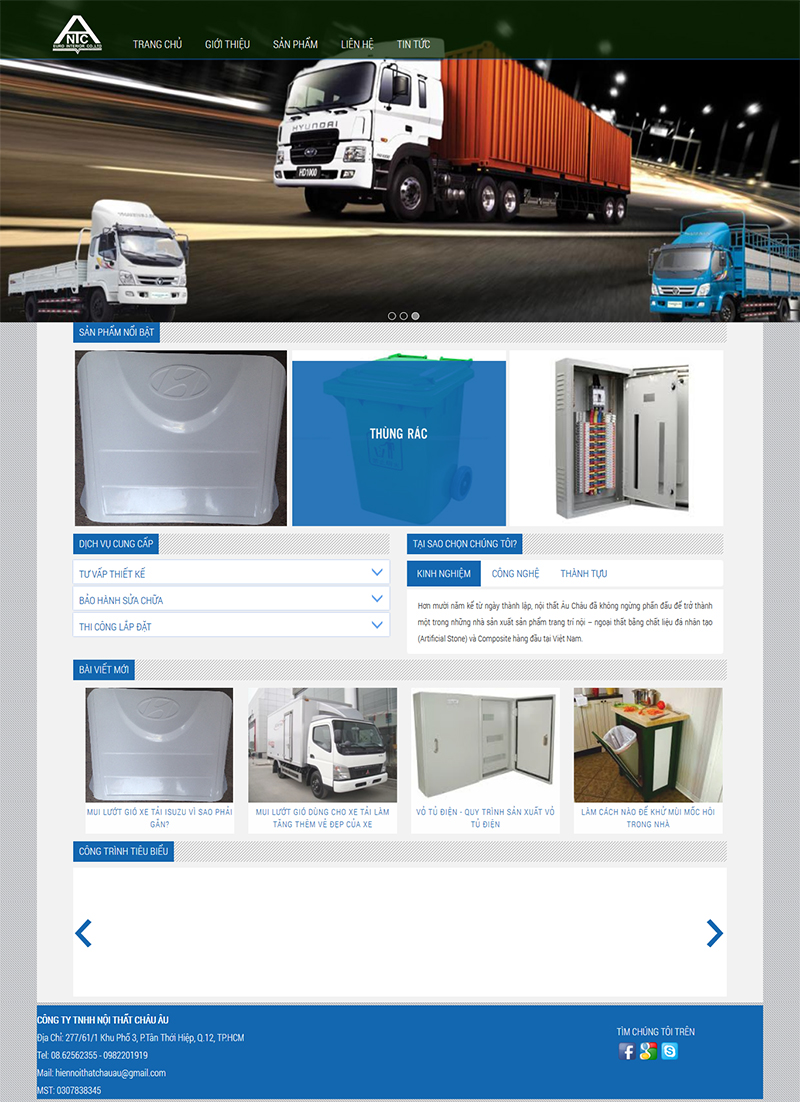 NTC
EURO INTERIOR CO.,LTD
TRANG CHỦ
GIỚI THIỆU
SẢN PHẨM
LIÊN HỆ
TIN TỨC
HYUNDAI
HD1000
SẢN PHẨM NỔI BẬT
THÙNG RÁC
DỊCH VỤ CUNG CẤP
TƯ VẤP THIẾT KẾ
BẢO HÀNH SỬA CHỮA
THI CÔNG LẮP ĐẶT
TẠI SAO CHỌN CHÚNG TÔI?
KINH NGHIỆM
CÔNG NGHỆ
THÀNH TỰU
Hơn mười năm kể từ ngày thành lập, nội thất Âu Châu đã không ngừng phấn đấu để trở thành
một trong những nhà sản xuất sản phẩm trang trí nội – ngoại thất bằng chất liệu đá nhân tạo
(Artificial Stone) và Composite hàng đầu tại Việt Nam.
BÀI VIẾT MỚI
MUI LƯỚT GIÓ XE TẢI ISUZU VÌ SAO PHẢI
GẮN?
MUI LƯỚT GIÓ DÙNG CHO XE TẢI LÀM
TĂNG THÊM VẺ ĐẸP CỦA XE
VỎ TỦ ĐIỆN - QUY TRÌNH SẢN XUẤT VỎ
TỦ ĐIỆN
LÀM CÁCH NÀO ĐỂ KHỬ MÙI MỐC HÔI
TRONG NHÀ
CÔNG TRÌNH TIÊU BIỂU
CÔNG TY TNHH NỘI THẤT CHÂU ÂU
Địa Chỉ: 277/61/1 Khu Phố 3, P.Tân Thới Hiệp, Q.12, TP.HCM
Tel: 08.62562355 - 0982201919
Mail: hiennoithatchauau@gmail.com
MST: 0307838345
TÌM CHÚNG TÔI TRÊN